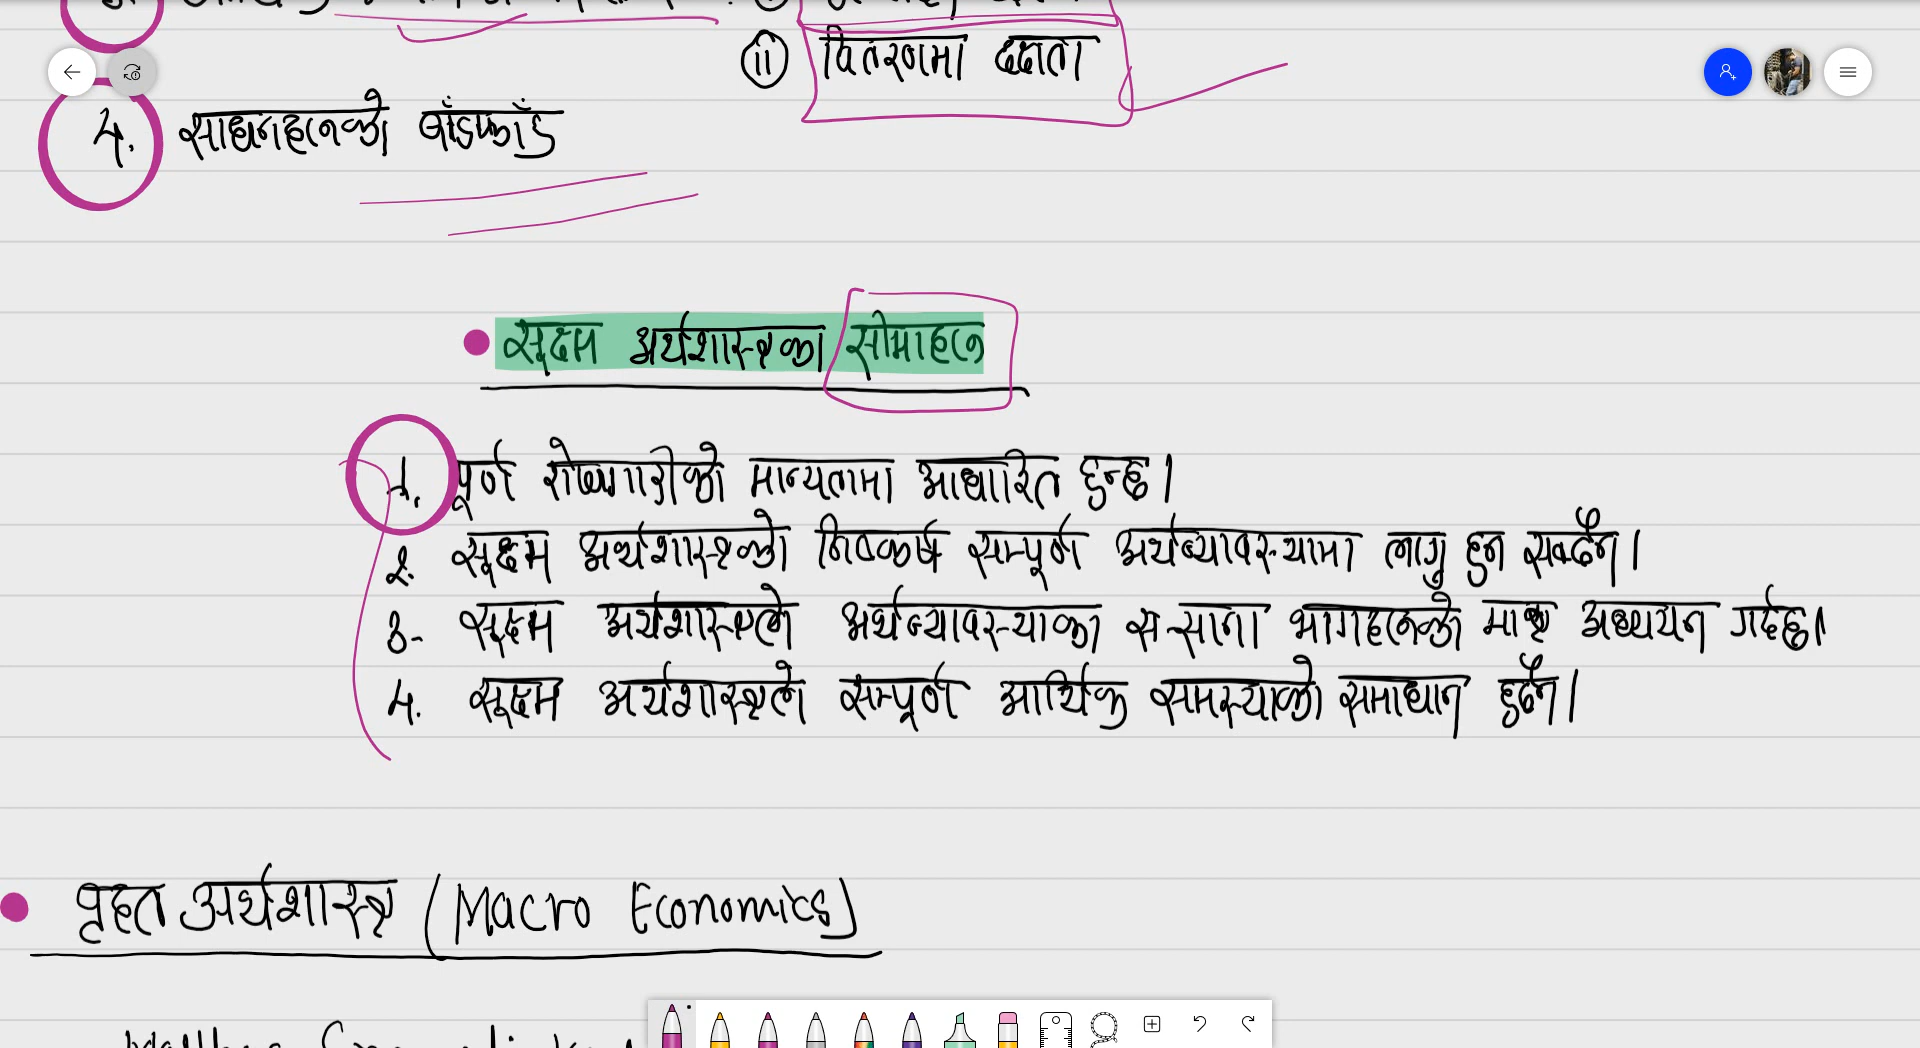 ii वितरणमा दक्षता
4. साधनहरुको बाँडफाँड
सूक्ष्म अर्थशास्त्रका सीमाहरु
1. पूर्ण रोजगारीको मान्यतामा आधारित हुन्छ।
2. सूक्ष्म अर्थशास्त्रको निष्कर्ष सम्पूर्ण अर्थव्यावस्थामा लागु हुन सक्दैन।
3- सूक्ष्म अर्थशास्त्रले अर्थव्यावस्थाका स-साना भागहरुको मात्र अध्ययन गर्दछ।
4. सूक्ष्म अर्थशास्त्रले सम्पूर्ण आर्थिक समस्याको समाधान हुदैन।
वृहत अर्थशास्त्र (Macro Economics)